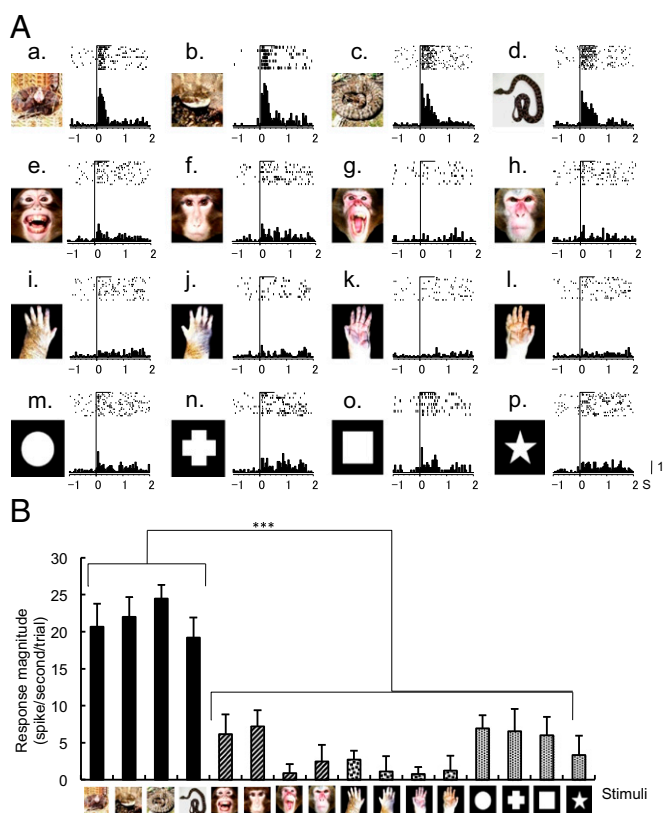 A
a. b. c. d.
-1 0 1 2 -1 0 1 2 -1 0 1 2 -1 0 1 2
e. f. g. h.
-1 0 1 2 -1 0 1 2 -1 0 1 2 -1 0 1 2
i. j. k. l.
-1 0 1 2 -1 0 1 2 -1 0 1 2 -1 0 1 2
m. n. o. p.
| 1
-1 0 1 2 -1 0 1 2 -1 0 1 2 S -1 0 1 2
B
***
Response magnitude
(spike/second/trial)
30
25
20
15
10
5
0
Stimuli